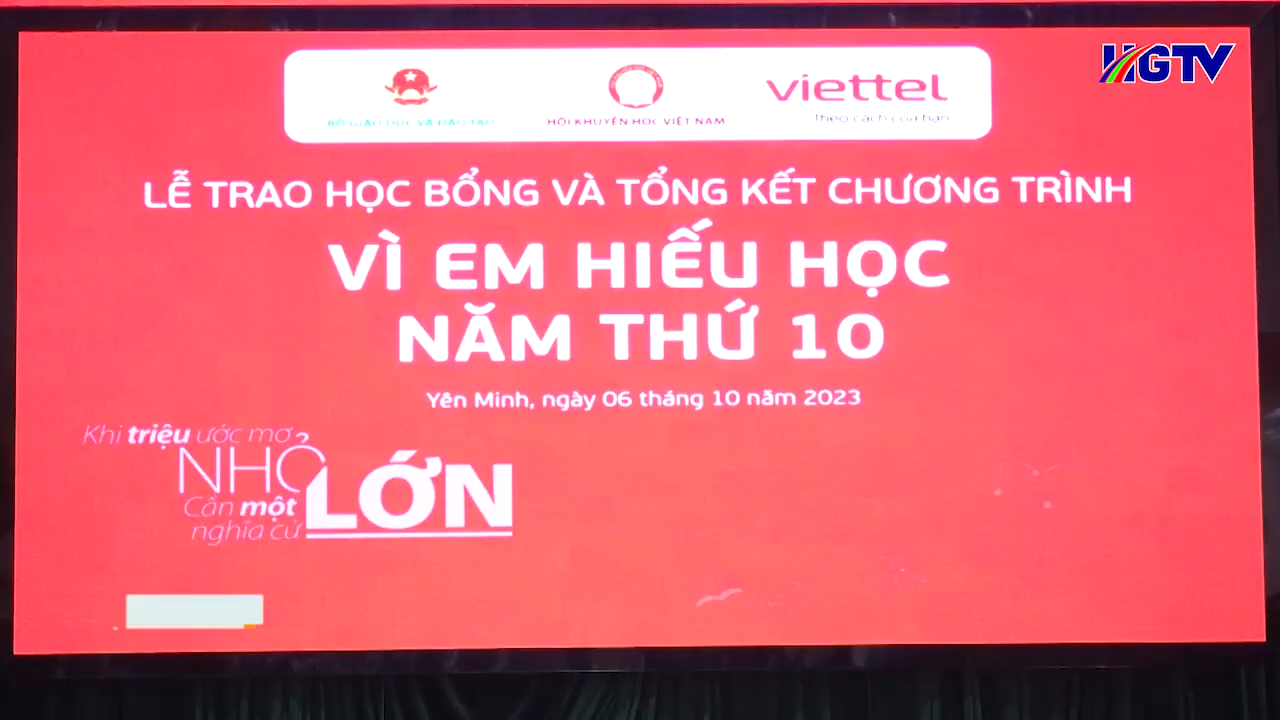 HGTV
BỘ GIÁO DỤC VÀ ĐÀO TẠO
HỘI KHUYẾN HỌC VIỆT NAM
viettel
Theo cách của bạn
LỄ TRAO HỌC BỔNG VÀ TỔNG KẾT CHƯƠNG TRÌNH
VÌ EM HIẾU HỌC
NĂM THỨ 10
Yên Minh, ngày 06 tháng 10 năm 2023
Khi triệu ước mơ
NHỎ
Cần một
nghĩa cử
LỚN